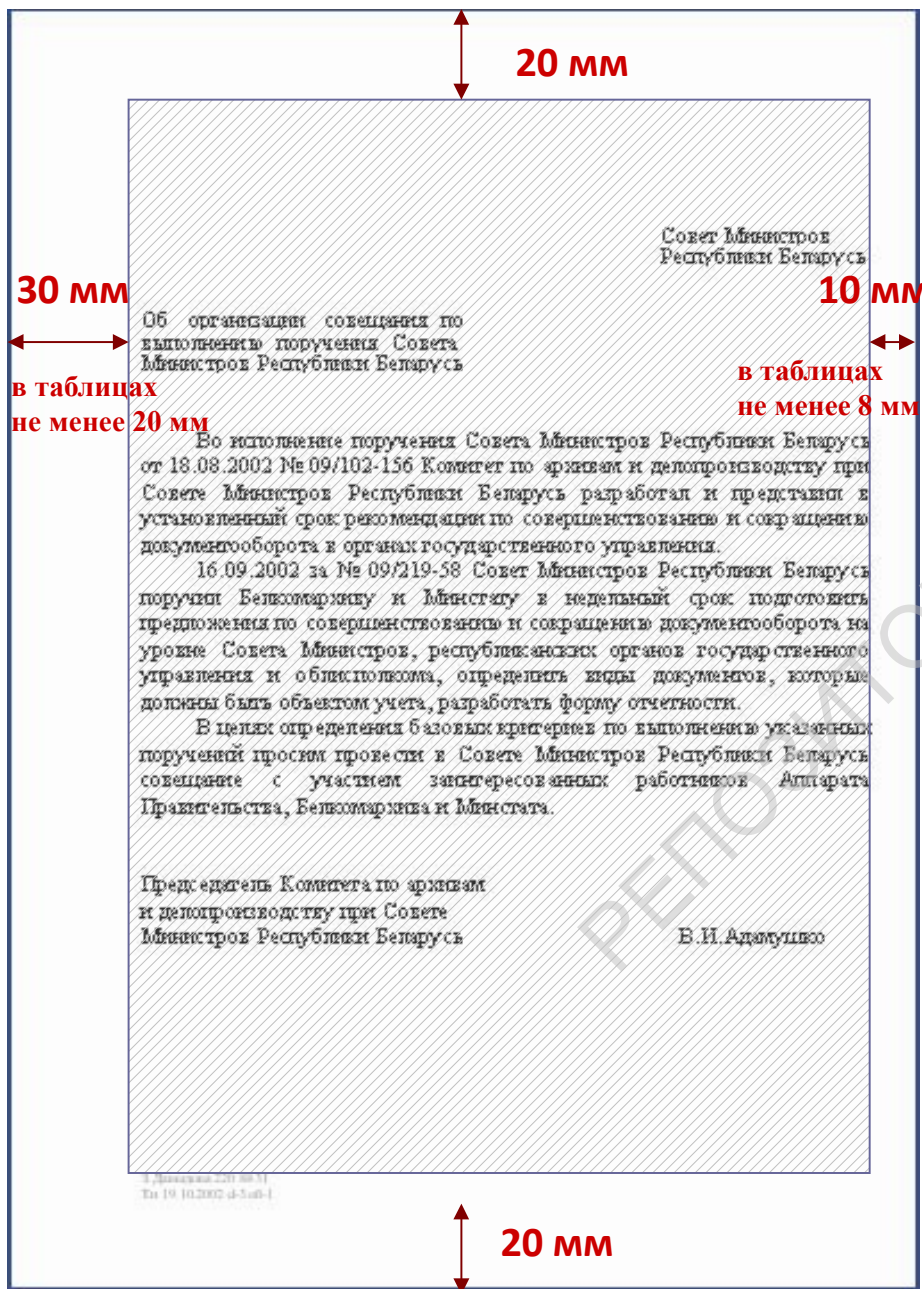 20 мм
Совет Министров
Республики Беларусь
30 мм
10 мм
Об организации совещания по
выполнению поручения Совета
Министров Республики Беларусь
в таблицах
не менее 20 мм
в таблицах
не менее 8 мм
Во исполнение поручения Совета Министров Республики Беларусь
от 18.08.2002 № 09/102-156 Комитет по архивам и делопроизводству при
Совете Министров Республики Беларусь разработал и представил в
установленный срок рекомендации по совершенствованию и сокращению
документооборота в органах государственного управления.
16.09.2002 за № 09/219-58 Совет Министров Республики Беларусь
поручил Белкомархиву и Минстату в недельный срок подготовить
предложения по совершенствованию и сокращению документооборота на
уровне Совета Министров, республиканских органов государственного
управления и облисполкома, определить виды документов, которые
должны быть объектом учета, разработать форму отчетности.
В целях определения базовых критериев по выполнению указанных
поручений просим провести в Совете Министров Республики Беларусь
совещание с участием заинтересованных работников Аппарата
Правительства, Белкомархива и Минстата.
РЕПОЗИТО
Председатель Комитета по архивам
и делопроизводству при Совете
Министров Республики Беларусь
В.И.Адамушко
19.10.2002
20 мм